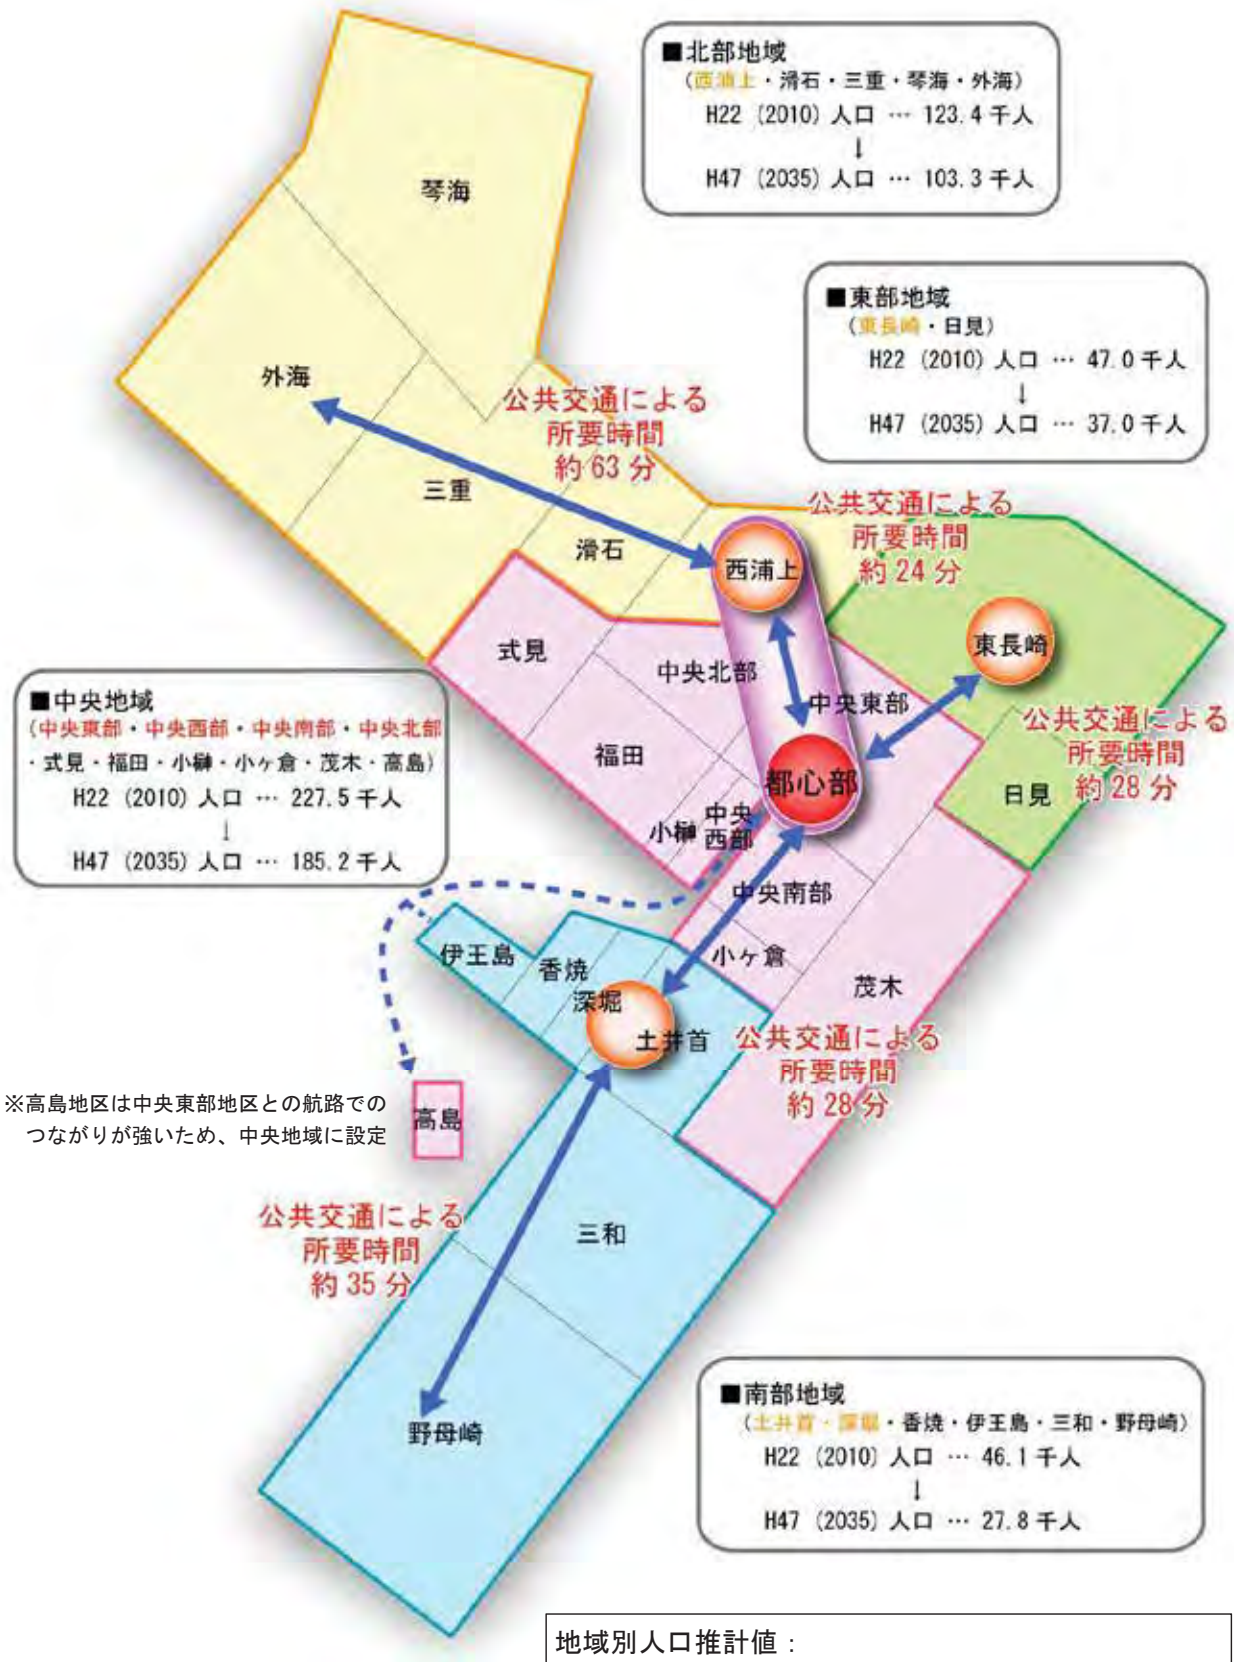 ■北部地域
(西浦上・滑石・三重・琴海・外海)
H22 (2010) 人口 … 123.4 千人
↓
H47 (2035) 人口 … 103.3 千人
■東部地域
(東長崎・日見)
H22 (2010) 人口 … 47.0 千人
↓
H47 (2035) 人口 … 37.0 千人
琴海
外海
公共交通による
所要時間
約 63 分
三重
滑石
公共交通による
所要時間
約 24 分
西浦上
東長崎
式見
中央北部
中央東部
公共交通による
所要時間
約 28 分
福田
都心部
日見
小榊
中央
西部
■中央地域
(中央東部・中央西部・中央南部・中央北部
・式見・福田・小榊・小ヶ倉・茂木・高島)
H22 (2010) 人口 … 227.5 千人
↓
H47 (2035) 人口 … 185.2 千人
中央南部
小ヶ倉
茂木
伊王島
香焼
深堀
土井首
公共交通による
所要時間
約 28 分
高島
※高島地区は中央東部地区との航路での
つながりが強いため、中央地域に設定
公共交通による
所要時間
約 35 分
三和
野母崎
■南部地域
(土井首・深堀・香焼・伊王島・三和・野母崎)
H22 (2010) 人口 … 46.1 千人
↓
H47 (2035) 人口 … 27.8 千人
地域別人口推計値：